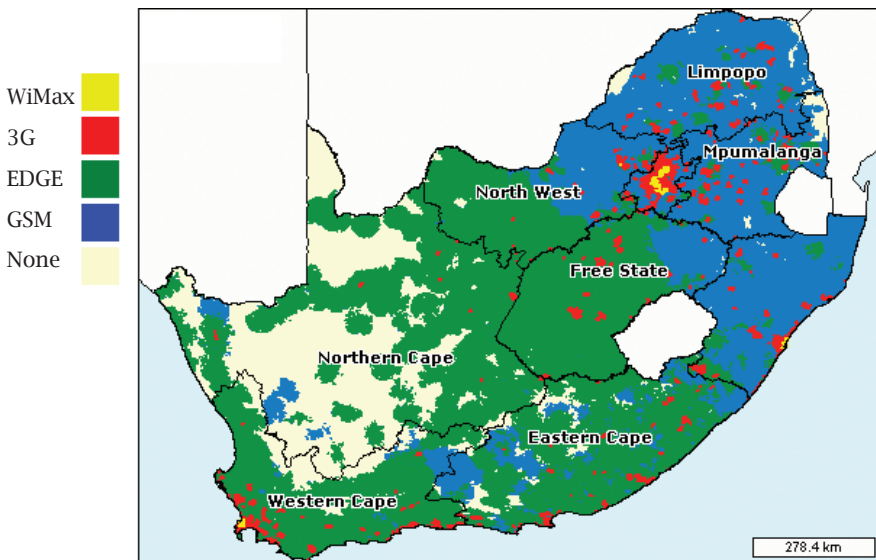 WiMax
3G
EDGE
GSM
None
Limpopo
Mpumalanga
North West
Free State
Northern Cape
Eastern Cape
Western Cape
278.4 km